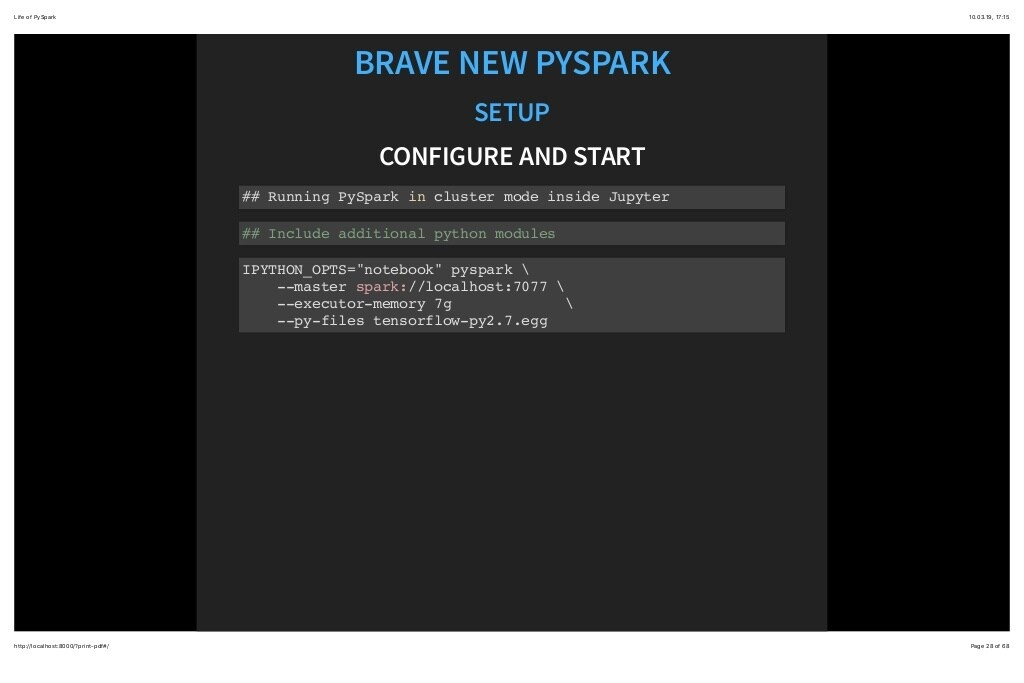 Life of PySpark
10.03.19, 17:15
BRAVE NEW PYSPARK
SETUP
CONFIGURE AND START
## Running PySpark in cluster mode inside Jupyter
## Include additional python modules
IPYTHON_OPTS="notebook" pyspark \
    --master spark://localhost:7077 \
    --executor-memory 7g             \
    --py-files tensorflow-py2.7.egg
http://localhost:8000/?print-pdf#/
Page 28 of 68